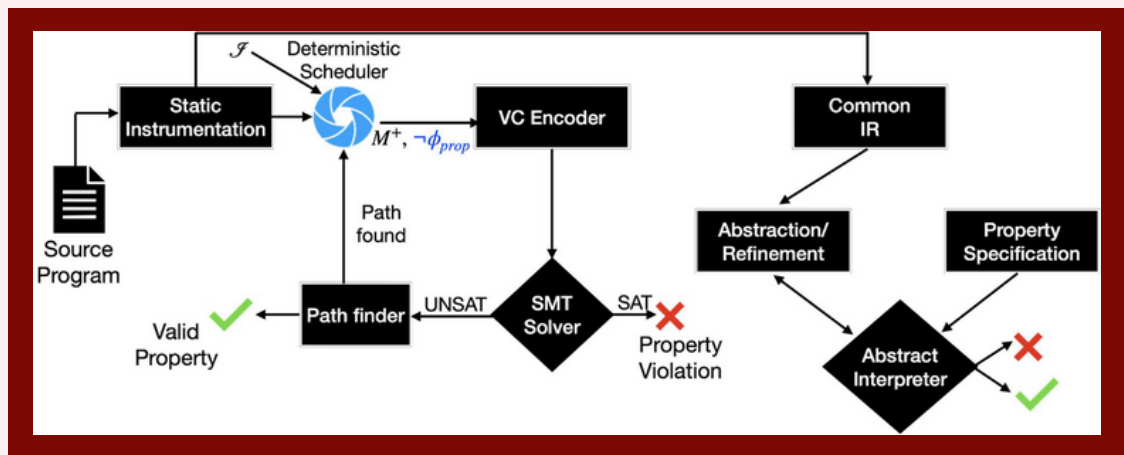 ℐ
Deterministic
Scheduler
Static
Instrumentation
M⁺, ¬ϕ_prop
VC Encoder
Common
IR
Source
Program
Path
found
Abstraction/
Refinement
Property
Specification
Valid
Property
Path finder
UNSAT
SMT
Solver
SAT
Property
Violation
Abstract
Interpreter